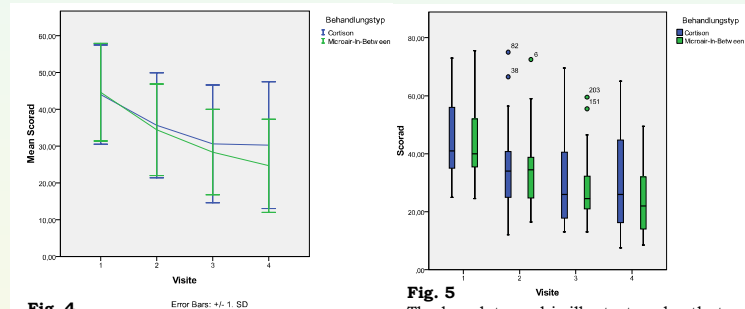 Behandlungstyp
Cortison
Microair-In-Between
60,00
50,00
40,00
30,00
20,00
10,00
0,00
Mean Scorad
1 2 3 4
Visite
Error Bars: +/- 1. SD
Fig. 4
Behandlungstyp
Cortison
Microair-In-Between
80,00
60,00
40,00
20,00
,00
Scorad
82
38
6
203
151
1 2 3 4
Visite
Fig. 5